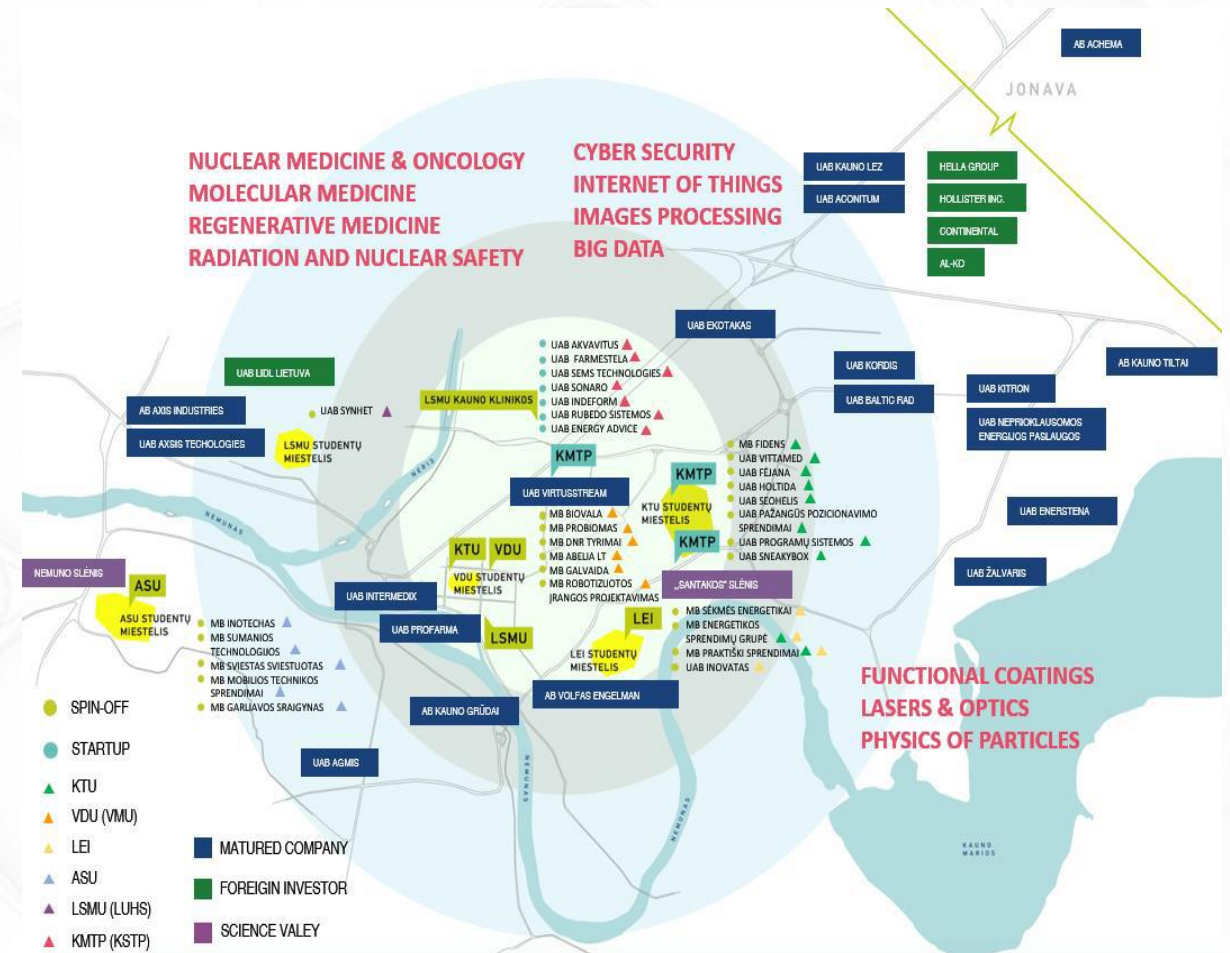 AB ACHEMA
JONAVA
NUCLEAR MEDICINE & ONCOLOGY
MOLECULAR MEDICINE
REGENERATIVE MEDICINE
RADIATION AND NUCLEAR SAFETY
CYBER SECURITY
INTERNET OF THINGS
IMAGES PROCESSING
BIG DATA
UAB KAUNO LEZ
UAB ACONITUM
HELLA GROUP
HOLLISTER INC.
CONTINENTAL
AL-KO
UAB EKOTAKAS
UAB AKVAVITUS
UAB FARMESTELA
UAB SEMS TECHNOLOGIES
UAB SONARO
UAB INDEFORM
UAB RUBEDO SISTEMOS
UAB ENERGY ADVICE
LSMU KAUNO KLINIKOS
UAB LIDL LIETUVA
AB AXIS INDUSTRIES
UAB AXSIS TECHOLOGIES
UAB SYNHET
LSMU STUDENTŲ
MIESTELIS
NERIS
UAB KORDIS
UAB BALTIC RAD
AB KAUNO TILTAI
UAB KITRON
UAB NEPRIOKLAUSOMOS
ENERGIJOS PASLAUGOS
KMTP
KMTP
KTU STUDENTŲ
MIESTELIS
KMTP
MB FIDENS
UAB VITTAMED
UAB FĖJANA
UAB HOLTIDA
UAB SEOHELIS
UAB PAŽANGŪS POZICIONAVIMO
SPRENDIMAI
UAB PROGRAMŲ SISTEMOS
UAB SNEAKYBOX
UAB VIRTUSSTREAM
MB BIOVALA
MB PROBIOMAS
MB DNR TYRIMAI
MB ABELIA LT
MB GALVAIDA
MB ROBOTIZUOTOS
ĮRANGOS PROJEKTAVIMAS
UAB ENERSTENA
UAB ŽALVARIS
NEMUNAS
KTU
VDU
VDU STUDENTŲ
MIESTELIS
NEMUNO SLĖNIS
ASU
ASU STUDENTŲ
MIESTELIS
UAB INTERMEDIX
UAB PROFARMA
LSMU
„SANTAKOS" SLĖNIS
LEI
LEI STUDENTŲ
MIESTELIS
MB SĖKMĖS ENERGETIKAI
MB ENERGETIKOS
SPRENDIMŲ GRUPĖ
MB PRAKTIŠKI SPRENDIMAI
UAB INOVATAS
MB INOTECHAS
MB SUMANIOS
TECHNOLOGIJOS
MB SVIESTAS SVIESTUOTAS
MB MOBILIOS TECHNIKOS
SPRENDIMAI
MB GARLIAVOS SRAIGYNAS
AB VOLFAS ENGELMAN
AB KAUNO GRŪDAI
UAB AGMIS
NEMUNAS
NEMUNAS
FUNCTIONAL COATINGS
LASERS & OPTICS
PHYSICS OF PARTICLES
KAUNO
MARIOS
SPIN-OFF
STARTUP
KTU
VDU (VMU)
LEI
ASU
LSMU (LUHS)
KMTP (KSTP)
MATURED COMPANY
FOREIGIN INVESTOR
SCIENCE VALEY